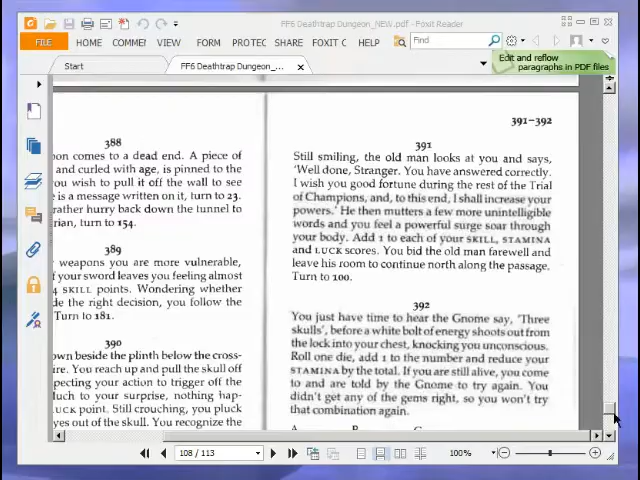 FF6 Deathtrap Dungeon_NEW.pdf - Foxit Reader
FILE
HOME
COMMEN
VIEW
FORM
PROTEC
SHARE
FOXIT C
HELP
Find
Start
FF6 Deathtrap Dungeon_...
Edit and reflow
paragraphs in PDF files
388
on comes to a dead end. A piece of
and curled with age, is pinned to the
ou wish to pull it off the wall to see
e is a message written on it, turn to 23.
rather hurry back down the tunnel to
rian, turn to 154.
389
weapons you are more vulnerable,
f your sword leaves you feeling almost
4 SKILL points. Wondering whether
de the right decision, you follow the
Turn to 181.
390
own beside the plinth below the cross-
ire. You reach up and pull the skull off
pecting your action to trigger off the
luch to your surprise, nothing hap-
UCK point. Still crouching, you pluck
yes out of the skull. You recognize the
391-392
391
Still smiling, the old man looks at you and says,
'Well done, Stranger. You have answered correctly.
I wish you good fortune during the rest of the Trial
of Champions, and, to this end, I shall increase your
powers.' He then mutters a few more unintelligible
words and you feel a powerful surge soar through
your body. Add 1 to each of your SKILL, STAMINA
and LUCK scores. You bid the old man farewell and
leave his room to continue north along the passage.
Turn to 100.
392
You just have time to hear the Gnome say, 'Three
skulls', before a white bolt of energy shoots out from
the lock into your chest, knocking you unconscious.
Roll one die, add 1 to the number and reduce your
STAMINA by the total. If you are still alive, you come
to and are told by the Gnome to try again. You
didn't get any of the gems right, so you won't try
that combination again.
108 / 113
100%